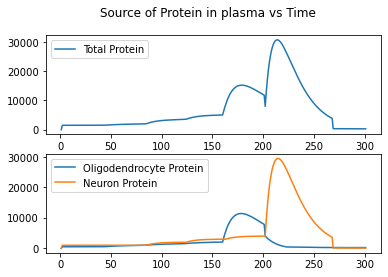 Source of Protein in plasma vs Time
30000
20000
10000
0
Total Protein
0 50 100 150 200 250 300
30000
20000
10000
0
Oligodendrocyte Protein
Neuron Protein
0 50 100 150 200 250 300